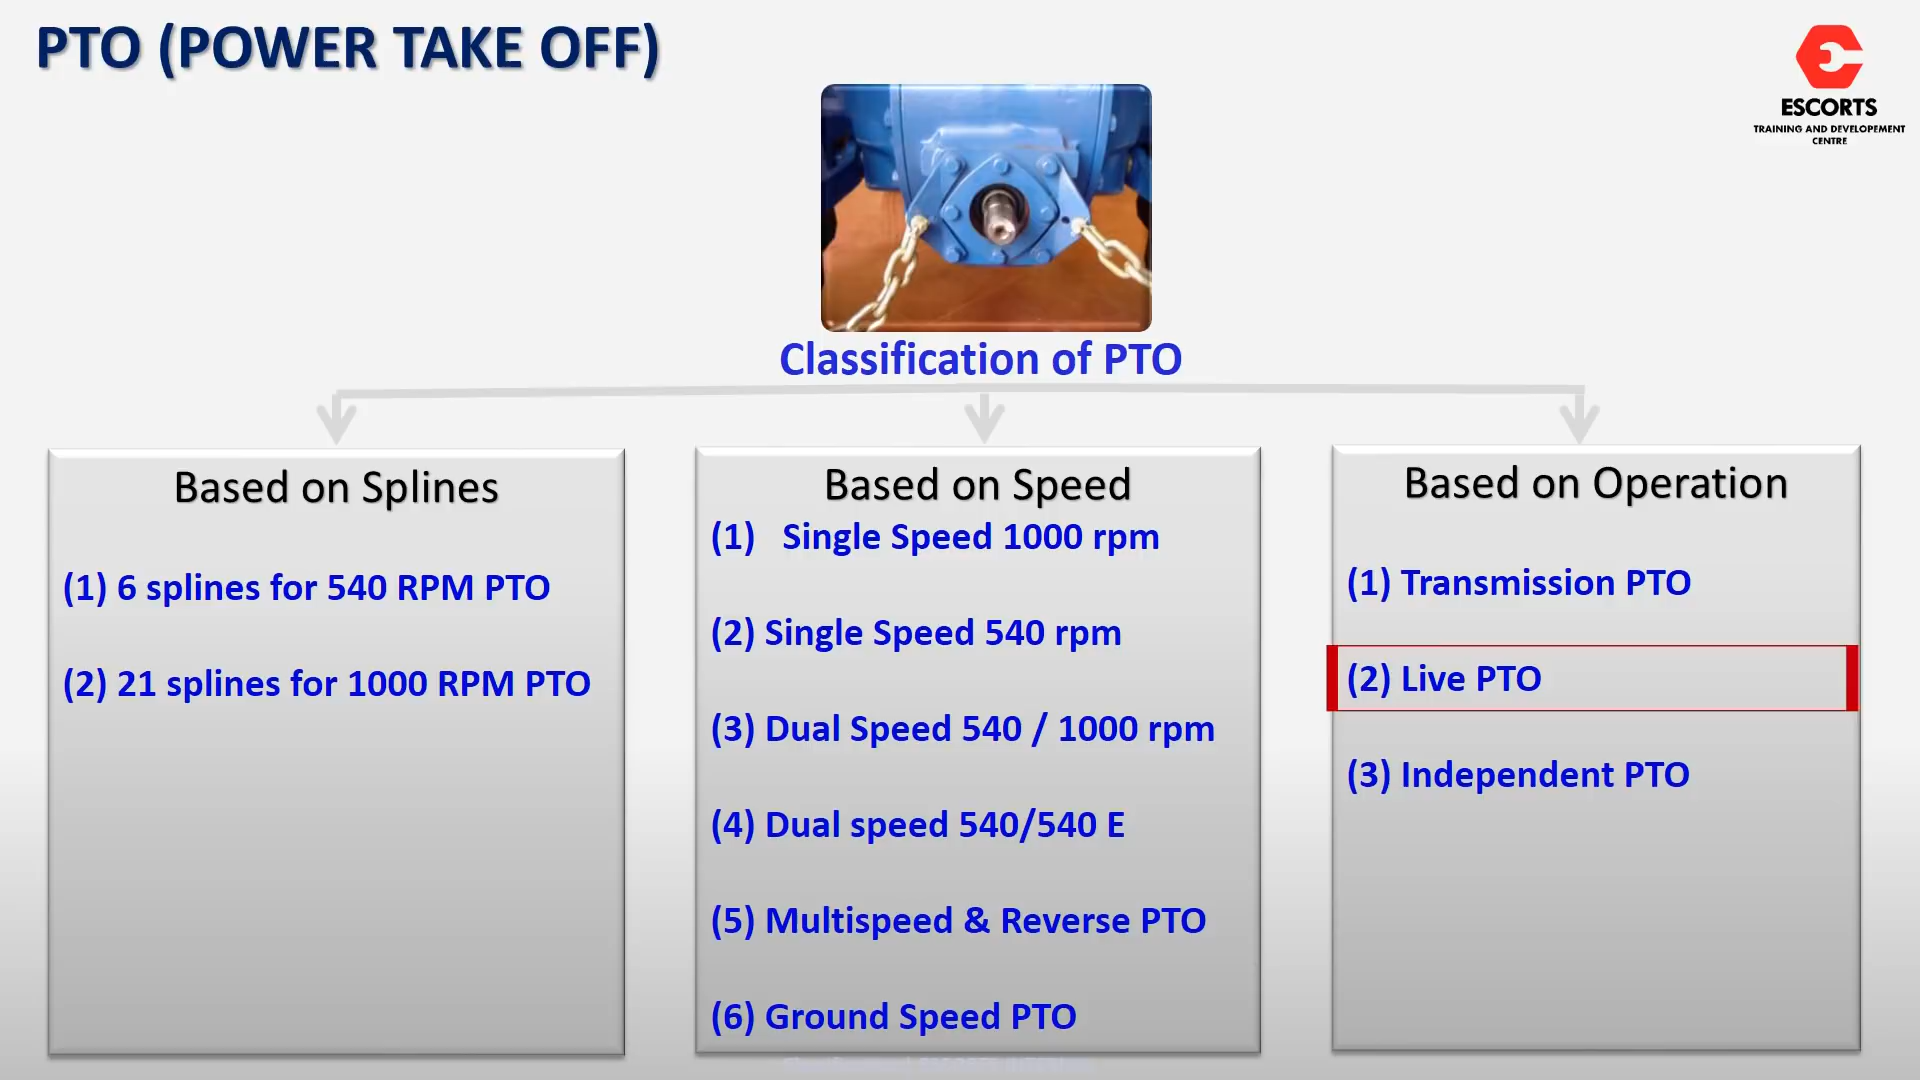 PTO (POWER TAKE OFF)
ESCORTS
TRAINING AND DEVELOPEMENT
CENTRE
Classification of PTO
Based on Splines
(1) 6 splines for 540 RPM PTO
(2) 21 splines for 1000 RPM PTO
Based on Speed
(1) Single Speed 1000 rpm
(2) Single Speed 540 rpm
(3) Dual Speed 540 / 1000 rpm
(4) Dual speed 540/540 E
(5) Multispeed & Reverse PTO
(6) Ground Speed PTO
Based on Operation
(1) Transmission PTO
(2) Live PTO
(3) Independent PTO